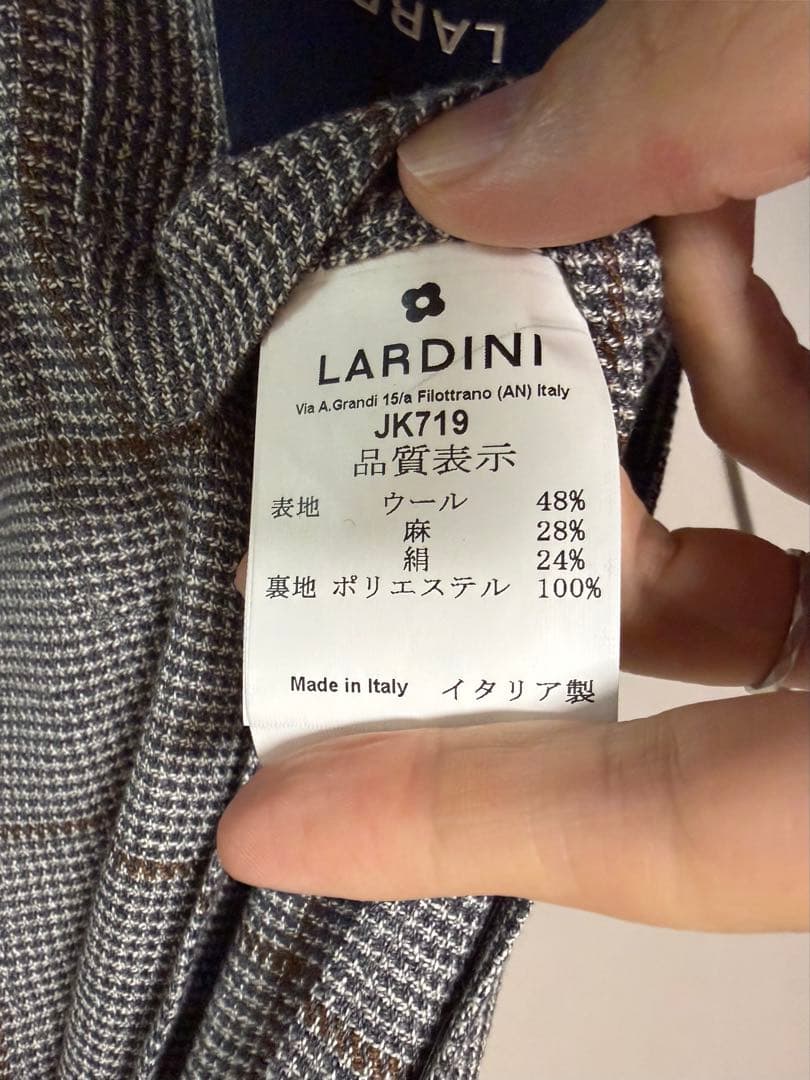 LARD
LARDINI
Via A.Grandi 15/a Filottrano (AN) Italy
JK719
品質表示
表地 ウール 48%
麻 28%
絹 24%
裏地 ポリエステル 100%
Made in Italy イタリア製